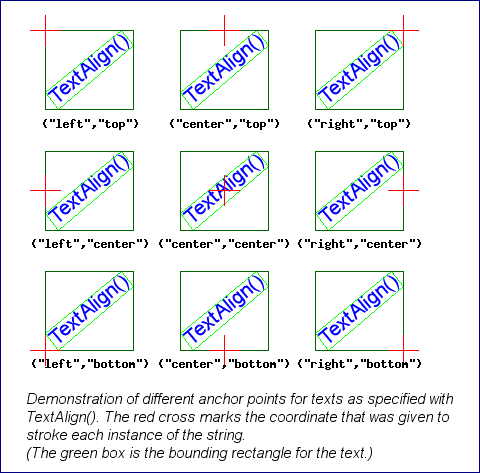 TextAlign() TextAlign() TextAlign()
("left","top") ("center","top") ("right","top")
TextAlign() TextAlign() TextAlign()
("left","center") ("center","center") ("right","center")
TextAlign() TextAlign() TextAlign()
("left","bottom") ("center","bottom") ("right","bottom")
Demonstration of different anchor points for texts as specified with
TextAlign(). The red cross marks the coordinate that was given to
stroke each instance of the string.
(The green box is the bounding rectangle for the text.)